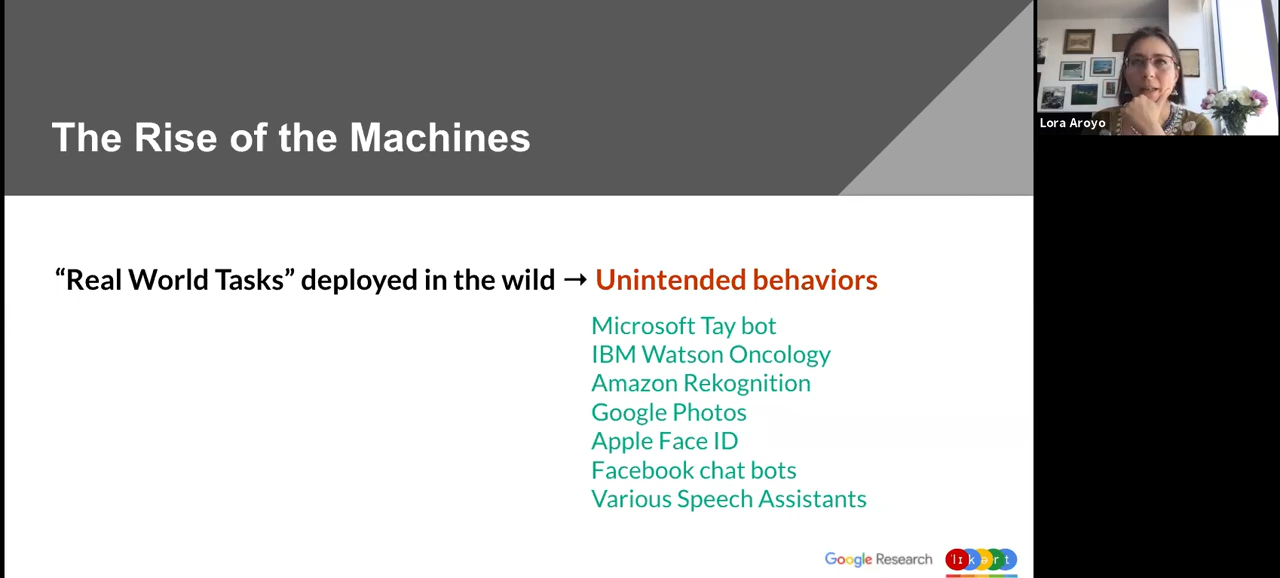 The Rise of the Machines
Lora Aroyo
“Real World Tasks” deployed in the wild → Unintended behaviors
Microsoft Tay bot
IBM Watson Oncology
Amazon Rekognition
Google Photos
Apple Face ID
Facebook chat bots
Various Speech Assistants
Google Research
ˈlɪkərt